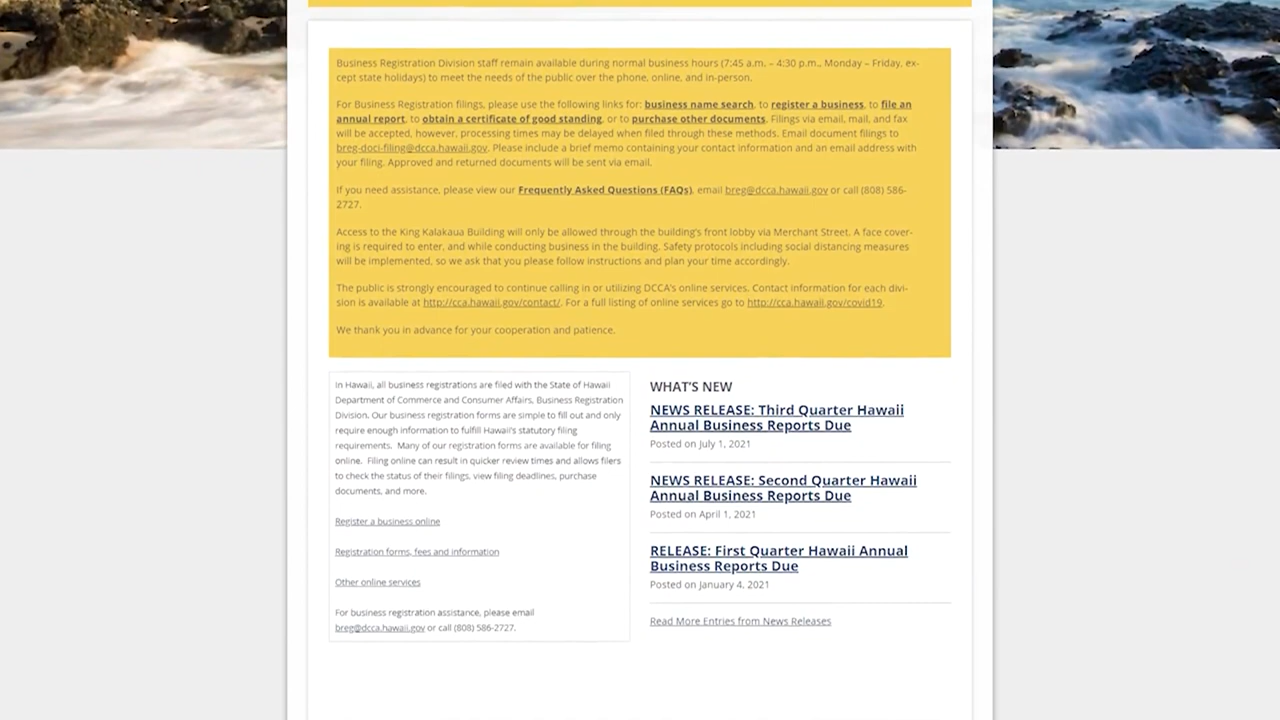 Business Registration Division staff remain available during normal business hours (7:45 a.m. – 4:30 p.m., Monday – Friday, ex-
cept state holidays) to meet the needs of the public over the phone, online, and in-person.
For Business Registration filings, please use the following links for: business name search, to register a business, to file an
annual report, to obtain a certificate of good standing, or to purchase other documents. Filings via email, mail, and fax
will be accepted, however, processing times may be delayed when filed through these methods. Email document filings to
breg-doci-filing@dcca.hawaii.gov. Please include a brief memo containing your contact information and an email address with
your filing. Approved and returned documents will be sent via email.
If you need assistance, please view our Frequently Asked Questions (FAQs), email breg@dcca.hawaii.gov or call (808) 586-
2727.
Access to the King Kalakaua Building will only be allowed through the building's front lobby via Merchant Street. A face cover-
ing is required to enter, and while conducting business in the building. Safety protocols including social distancing measures
will be implemented, so we ask that you please follow instructions and plan your time accordingly.
The public is strongly encouraged to continue calling in or utilizing DCCA's online services. Contact information for each divi-
sion is available at http://cca.hawaii.gov/contact/. For a full listing of online services go to http://cca.hawaii.gov/covid19.
We thank you in advance for your cooperation and patience.
In Hawaii, all business registrations are filed with the State of Hawaii
Department of Commerce and Consumer Affairs, Business Registration
Division. Our business registration forms are simple to fill out and only
require enough information to fulfill Hawaii's statutory filing
requirements. Many of our registration forms are available for filing
online. Filing online can result in quicker review times and allows filers
to check the status of their filings, view filing deadlines, purchase
documents, and more.
Register a business online
Registration forms, fees and information
Other online services
For business registration assistance, please email
breg@dcca.hawaii.gov or call (808) 586-2727.
WHAT'S NEW
NEWS RELEASE: Third Quarter Hawaii
Annual Business Reports Due
Posted on July 1, 2021
NEWS RELEASE: Second Quarter Hawaii
Annual Business Reports Due
Posted on April 1, 2021
RELEASE: First Quarter Hawaii Annual
Business Reports Due
Posted on January 4, 2021
Read More Entries from News Releases